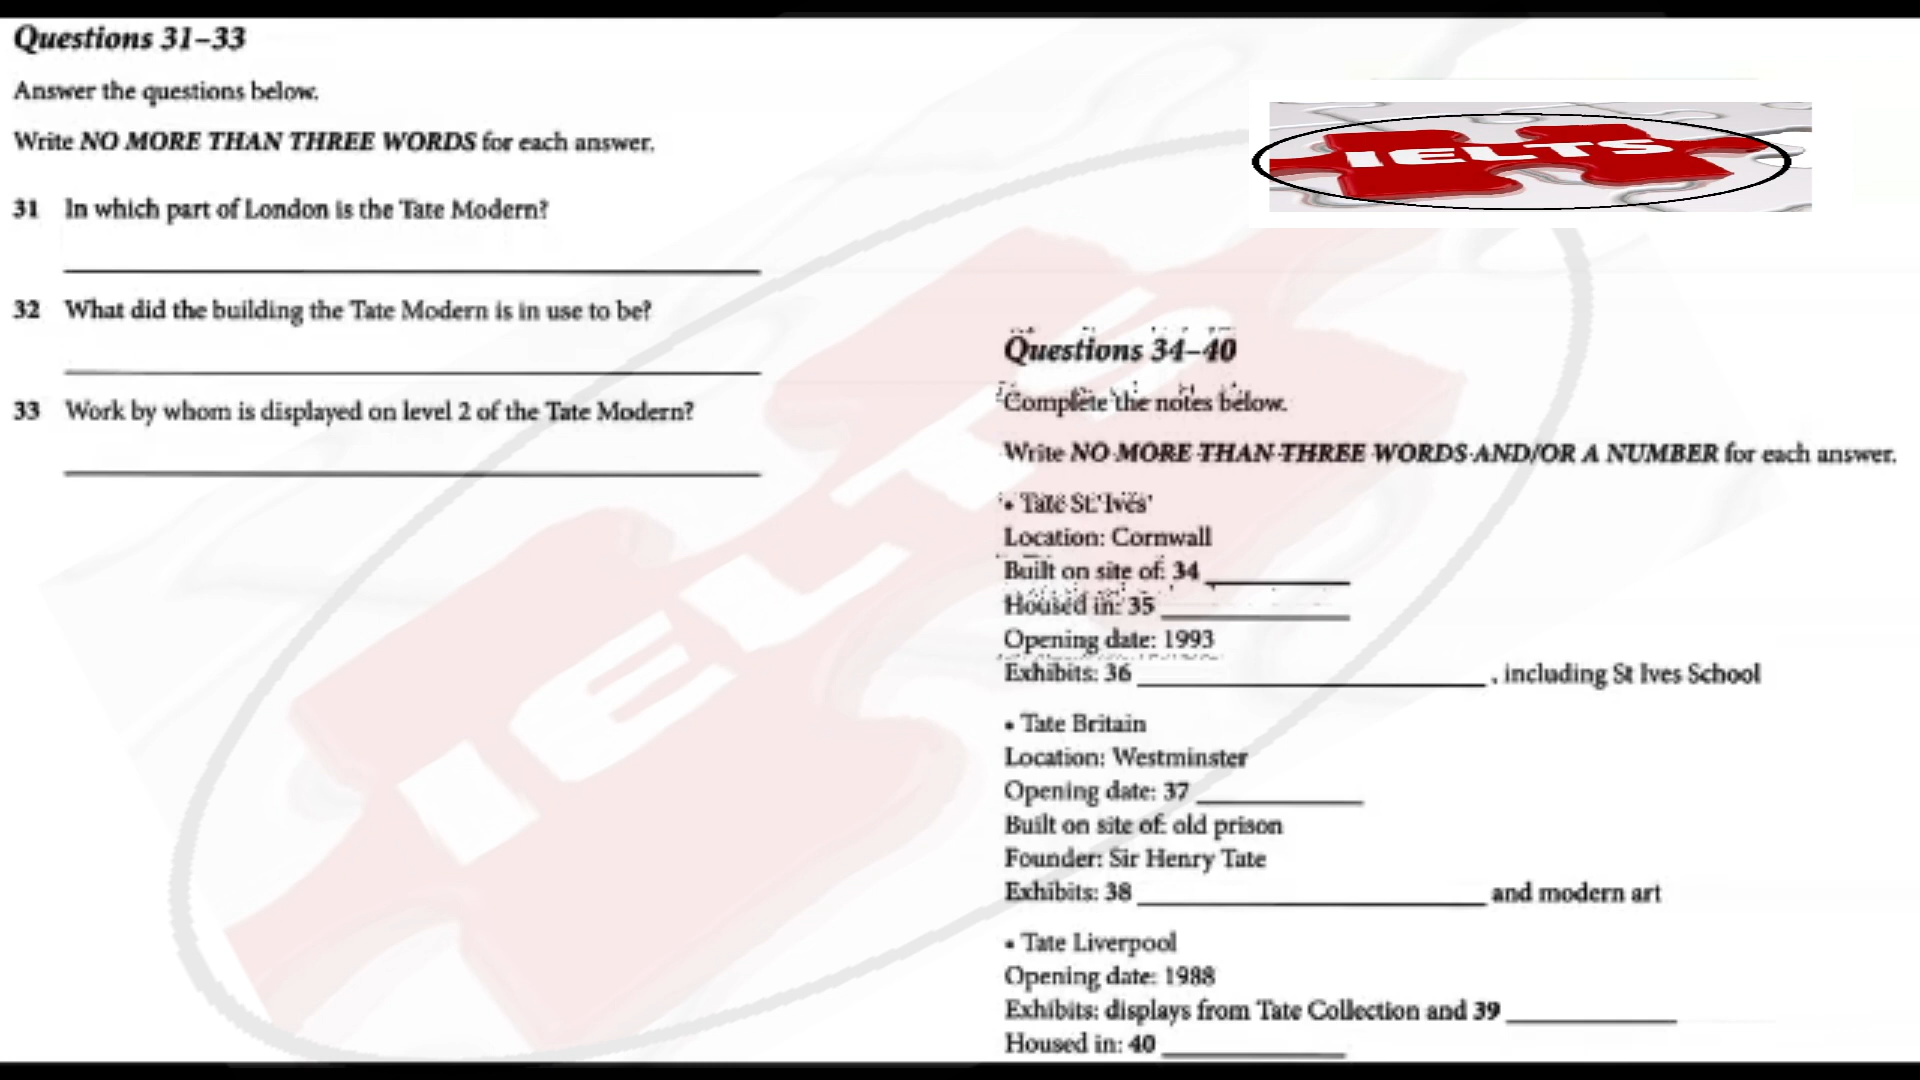 Questions 31–33
Answer the questions below.
Write NO MORE THAN THREE WORDS for each answer.
31 In which part of London is the Tate Modern?
32 What did the building the Tate Modern is in use to be?
33 Work by whom is displayed on level 2 of the Tate Modern?
IELTS
Questions 34–40
Complete the notes below.
Write NO MORE THAN THREE WORDS AND/OR A NUMBER for each answer.
• Tate St Ives
Location: Cornwall
Built on site of: 34
Housed in: 35
Opening date: 1993
Exhibits: 36 , including St Ives School
• Tate Britain
Location: Westminster
Opening date: 37
Built on site of: old prison
Founder: Sir Henry Tate
Exhibits: 38 and modern art
• Tate Liverpool
Opening date: 1988
Exhibits: displays from Tate Collection and 39
Housed in: 40
IELTS